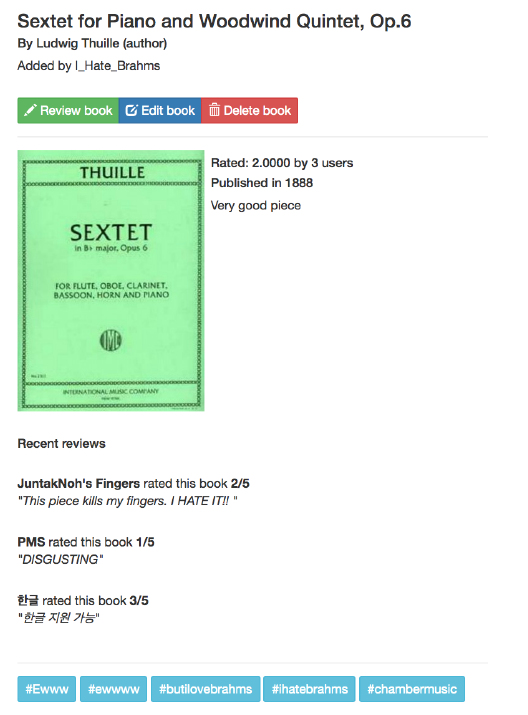 Sextet for Piano and Woodwind Quintet, Op.6
By Ludwig Thuille (author)
Added by I_Hate_Brahms
Review book Edit book Delete book
THUILLE
SEXTET
in B♭ major, Opus 6
FOR FLUTE, OBOE, CLARINET,
BASSOON, HORN AND PIANO
IMC
INTERNATIONAL MUSIC COMPANY
Rated: 2.0000 by 3 users
Published in 1888
Very good piece
Recent reviews
JuntakNoh's Fingers rated this book 2/5
"This piece kills my fingers. I HATE IT!! "
PMS rated this book 1/5
"DISGUSTING"
한글 rated this book 3/5
"한글 지원 가능"
#Ewww #ewwww #butilovebrahms #ihatebrahms #chambermusic